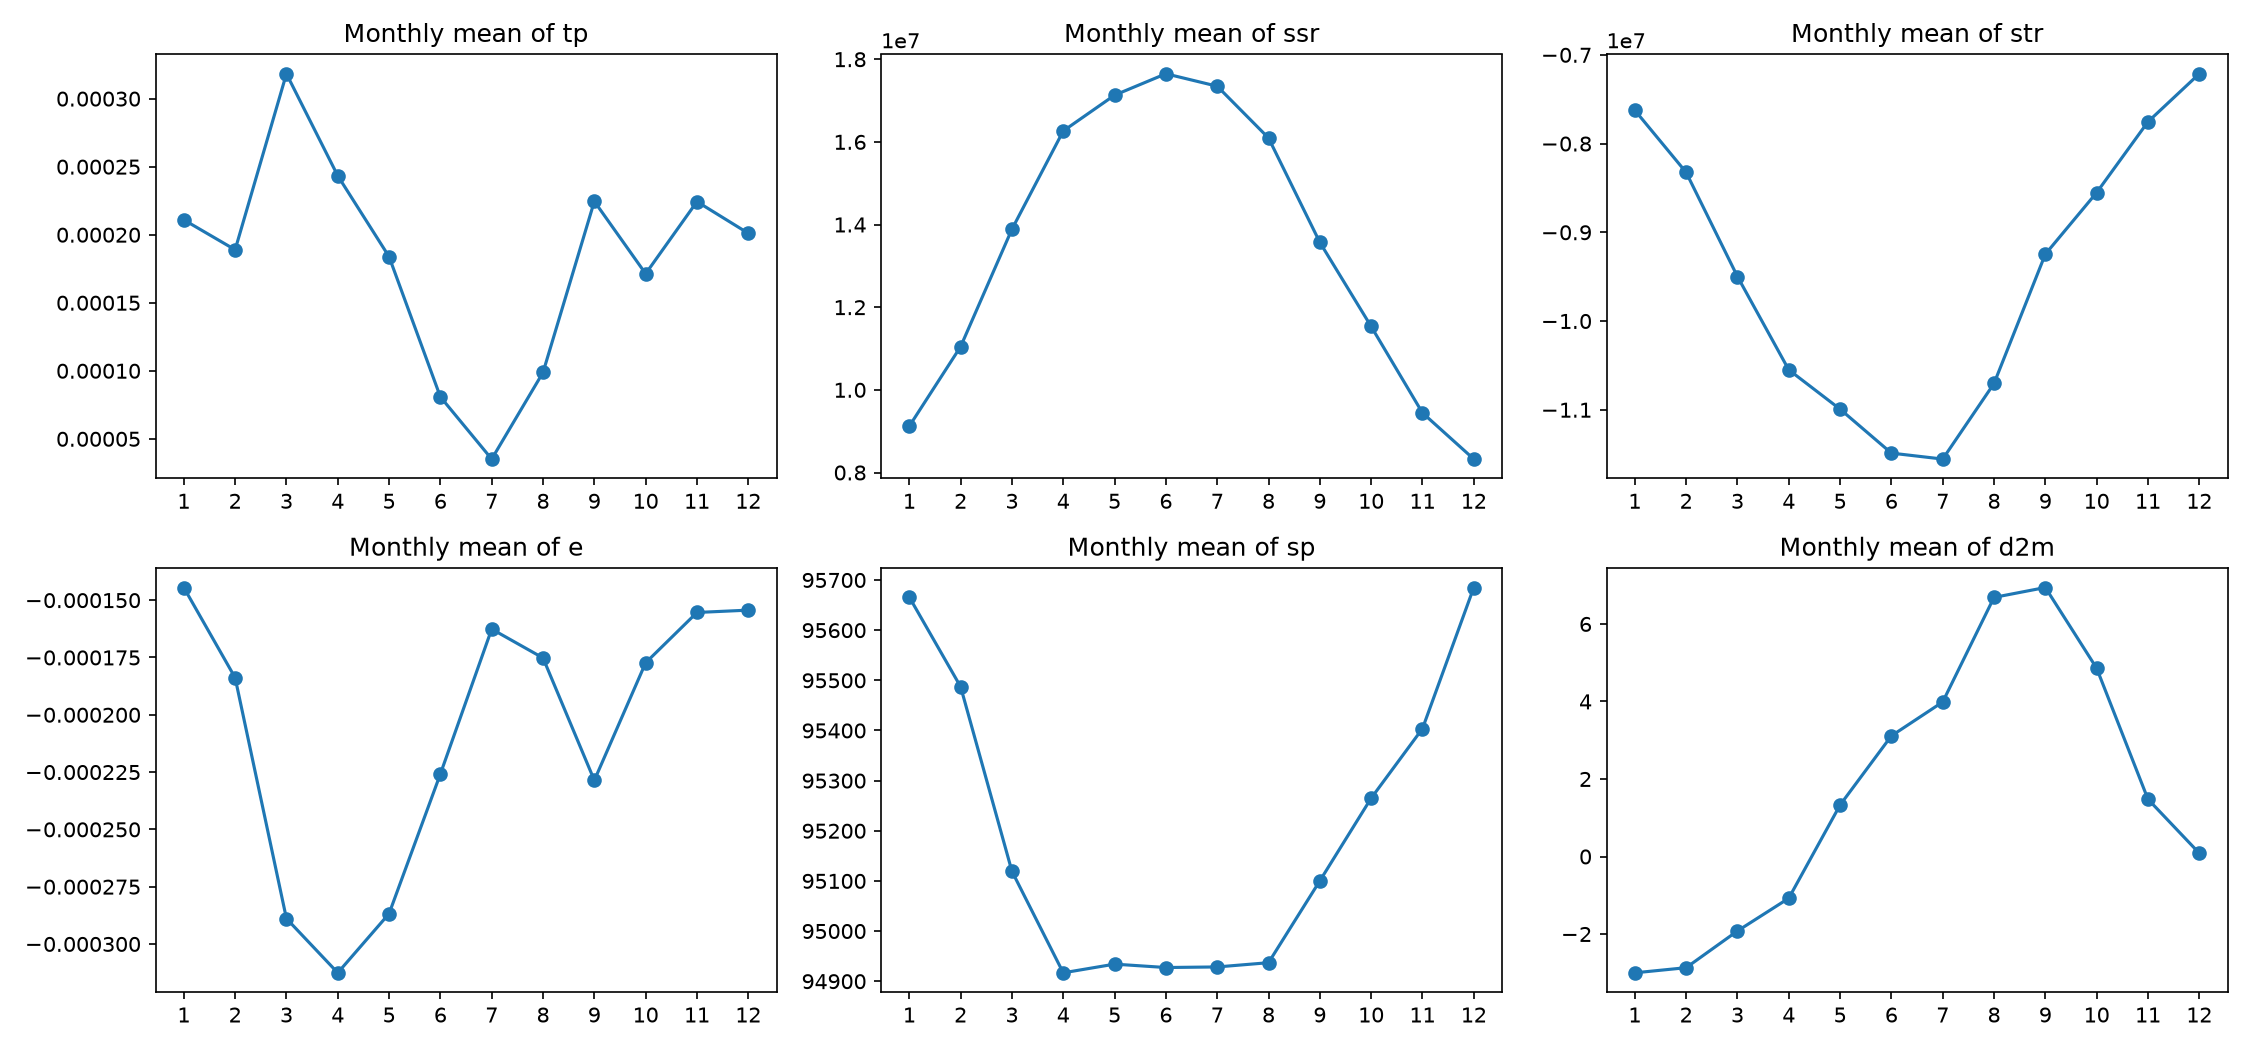 Monthly mean of tp
0.00030
0.00025
0.00020
0.00015
0.00010
0.00005
1 2 3 4 5 6 7 8 9 10 11 12
Monthly mean of ssr
1e7
1.8
1.6
1.4
1.2
1.0
0.8
1 2 3 4 5 6 7 8 9 10 11 12
Monthly mean of str
1e7
−0.7
−0.8
−0.9
−1.0
−1.1
1 2 3 4 5 6 7 8 9 10 11 12
Monthly mean of e
−0.000150
−0.000175
−0.000200
−0.000225
−0.000250
−0.000275
−0.000300
1 2 3 4 5 6 7 8 9 10 11 12
Monthly mean of sp
95700
95600
95500
95400
95300
95200
95100
95000
94900
1 2 3 4 5 6 7 8 9 10 11 12
Monthly mean of d2m
6
4
2
0
−2
1 2 3 4 5 6 7 8 9 10 11 12